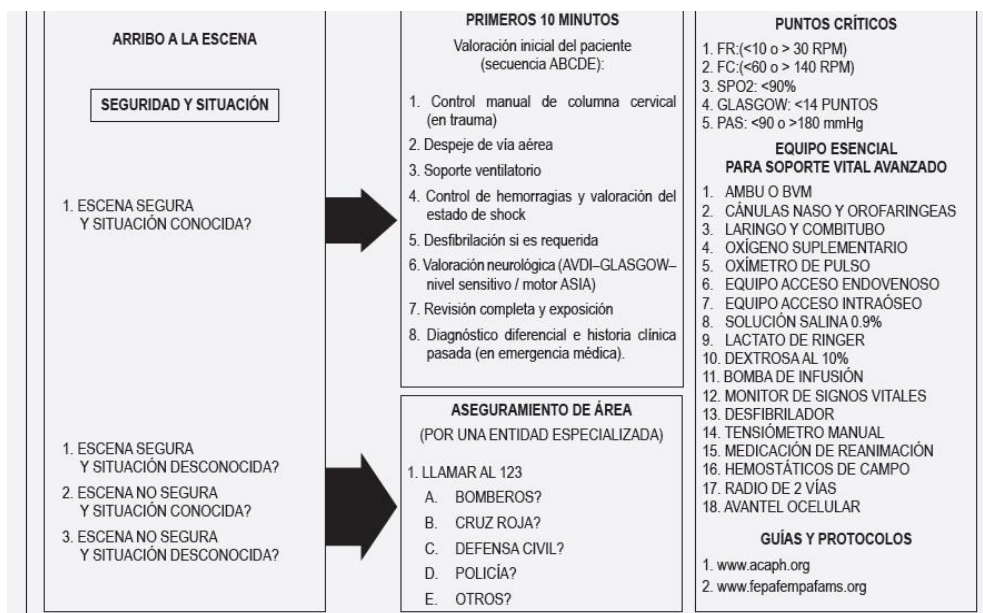 ARRIBO A LA ESCENA
SEGURIDAD Y SITUACIÓN
1. ESCENA SEGURA
Y SITUACIÓN CONOCIDA?
1. ESCENA SEGURA
Y SITUACIÓN DESCONOCIDA?
2. ESCENA NO SEGURA
Y SITUACIÓN CONOCIDA?
3. ESCENA NO SEGURA
Y SITUACIÓN DESCONOCIDA?
PRIMEROS 10 MINUTOS
Valoración inicial del paciente
(secuencia ABCDE):
1. Control manual de columna cervical
(en trauma)
2. Despeje de vía aérea
3. Soporte ventilatorio
4. Control de hemorragias y valoración del
estado de shock
5. Desfibrilación si es requerida
6. Valoración neurológica (AVDI–GLASGOW–
nivel sensitivo / motor ASIA)
7. Revisión completa y exposición
8. Diagnóstico diferencial e historia clínica
pasada (en emergencia médica).
ASEGURAMIENTO DE ÁREA
(POR UNA ENTIDAD ESPECIALIZADA)
1. LLAMAR AL 123
A. BOMBEROS?
B. CRUZ ROJA?
C. DEFENSA CIVIL?
D. POLICÍA?
E. OTROS?
PUNTOS CRÍTICOS
1. FR:(<10 o > 30 RPM)
2. FC:(<60 o > 140 RPM)
3. SPO2: <90%
4. GLASGOW: <14 PUNTOS
5. PAS: <90 o >180 mmHg
EQUIPO ESENCIAL
PARA SOPORTE VITAL AVANZADO
1. AMBU O BVM
2. CÁNULAS NASO Y OROFARINGEAS
3. LARINGO Y COMBITUBO
4. OXÍGENO SUPLEMENTARIO
5. OXÍMETRO DE PULSO
6. EQUIPO ACCESO ENDOVENOSO
7. EQUIPO ACCESO INTRAÓSEO
8. SOLUCIÓN SALINA 0.9%
9. LACTATO DE RINGER
10. DEXTROSA AL 10%
11. BOMBA DE INFUSIÓN
12. MONITOR DE SIGNOS VITALES
13. DESFIBRILADOR
14. TENSIÓMETRO MANUAL
15. MEDICACIÓN DE REANIMACIÓN
16. HEMOSTÁTICOS DE CAMPO
17. RADIO DE 2 VÍAS
18. AVANTEL OCELULAR
GUÍAS Y PROTOCOLOS
1. www.acaph.org
2. www.fepafempafams.org